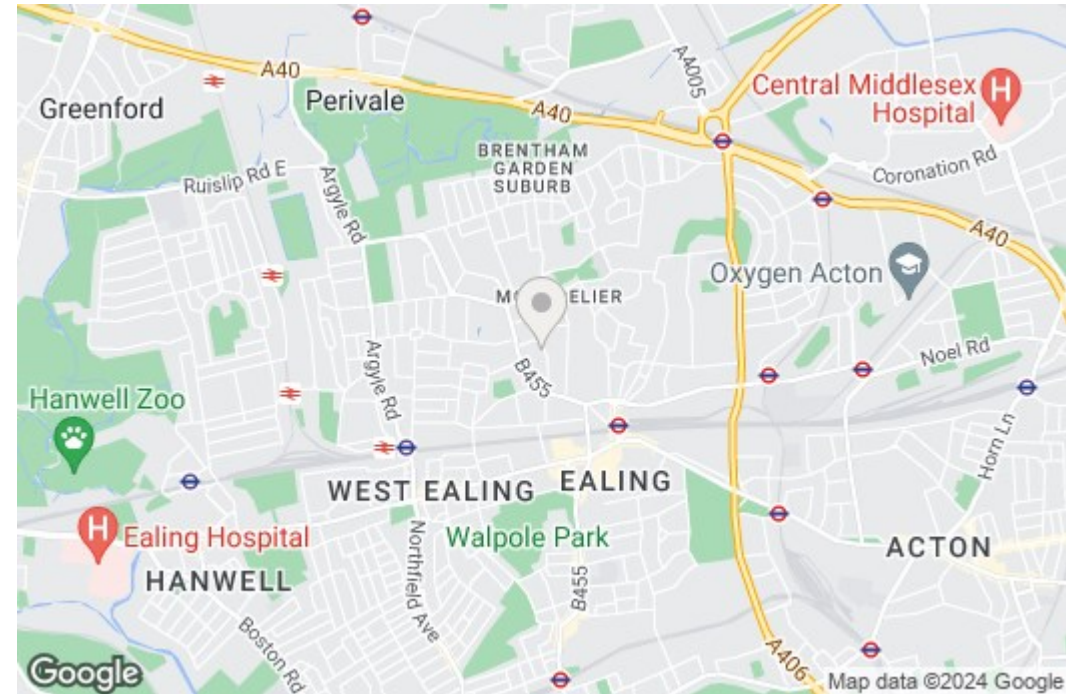 A40
A4005
Central Middlesex
Hospital
H
Greenford
Perivale
A40
BRENTHAM
GARDEN
SUBURB
Coronation Rd
Ruislip Rd E
Argyle Rd
A40
Oxygen Acton
Argyle Rd
B455
Noel Rd
Hanwell Zoo
Horn Ln
WEST EALING
EALING
H
Ealing Hospital
Walpole Park
ACTON
HANWELL
Northfield Ave
B455
Boston Rd
A406
Google
Map data ©2024 Google